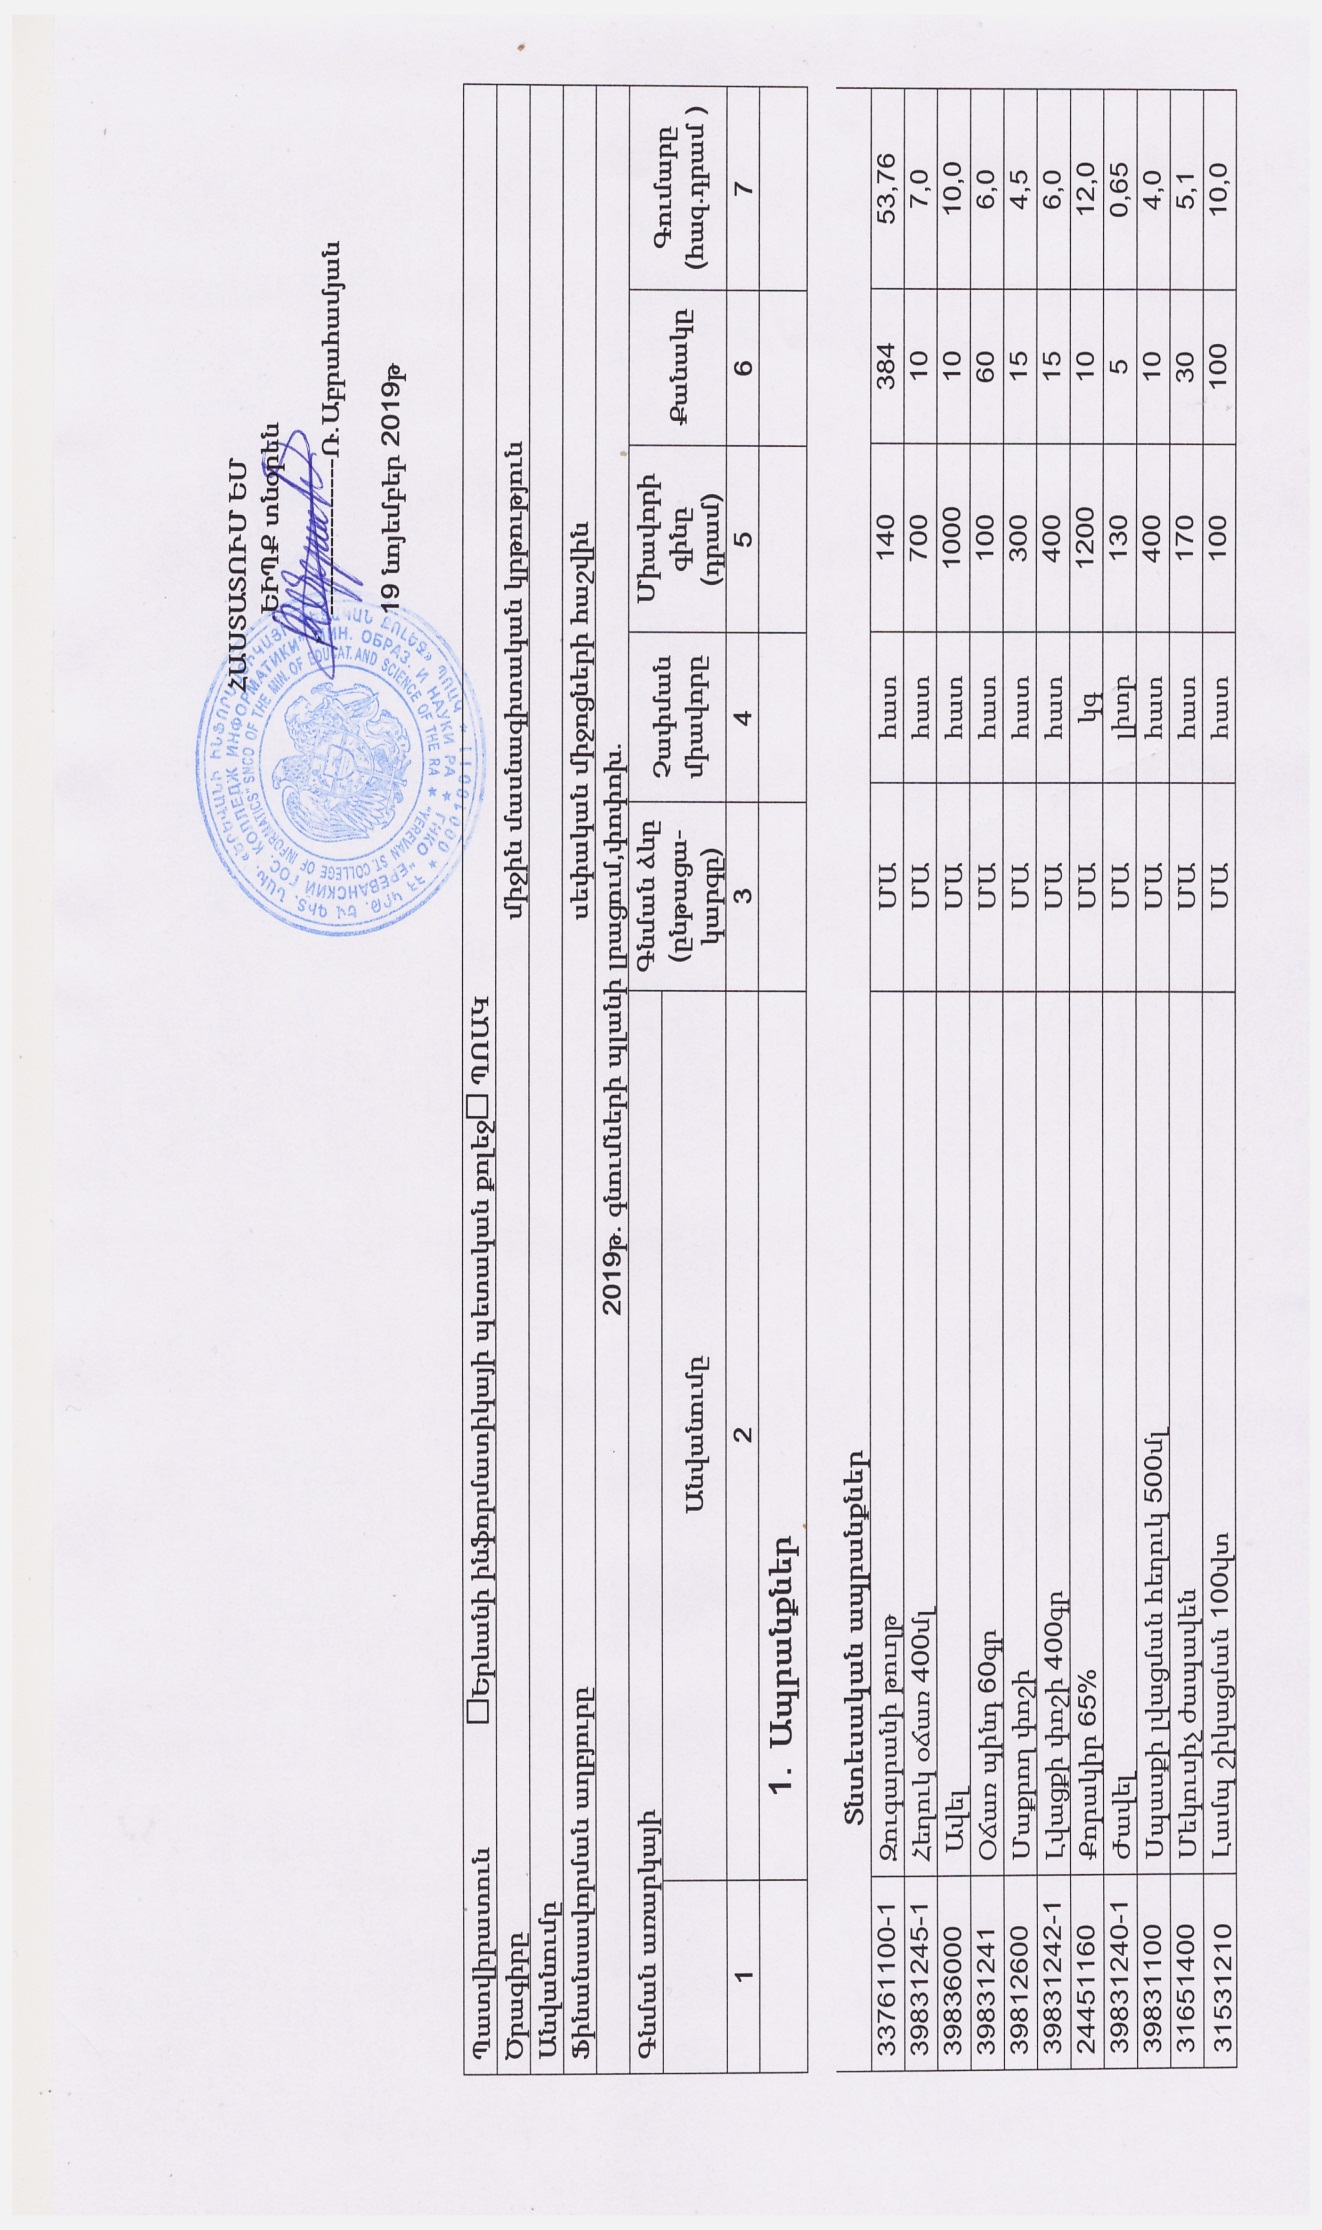 ՀԱՍՏԱՏՈՒՄ ԵՄ
ԵԻՊՔ տնօրեն
--------------------Ռ.Աբրահամյան
19 նոյեմբեր 2019թ
Պատվիրատուն □Երևանի ինֆորմատիկայի պետական քոլեջ□ ՊՈԱԿ
Ծրագիրը միջին մասնագիտական կրթություն
Անվանումը
Ֆինանսավորման աղբյուրը սեփական միջոցների հաշվին
2019թ. գնումների պլանի լրացում,փոփոխ.
Գնման առարկայի Անվանումը Գնման ձևը (ընթացա-կարգը) Չափման միավորը Միավորի գինը (դրամ) Քանակը Գումարը (հազ.դրամ )
1 2 3 4 5 6 7
1. Ապրանքներ
Տնտեսական ապրանքներ
33761100-1 Զուգարանի թուղթ ՄԱ հատ 140 384 53,76
39831245-1 Հեղուկ օճառ 400մլ ՄԱ հատ 700 10 7,0
39836000 Ավել ՄԱ հատ 1000 10 10,0
39831241 Օճառ պինդ 60գր ՄԱ հատ 100 60 6,0
39812600 Մաքրող փոշի ՄԱ հատ 300 15 4,5
39831242-1 Լվացքի փոշի 400գր ՄԱ հատ 400 15 6,0
24451160 Քորակիր 65% ՄԱ կգ 1200 10 12,0
39831240-1 Ժավել ՄԱ լիտր 130 5 0,65
39831100 Սպասքի լվացման հեղուկ 500մլ ՄԱ հատ 400 10 4,0
31651400 Մեկուսիչ ժապավեն ՄԱ հատ 170 30 5,1
31531210 Լամպ շիկացման 100վտ ՄԱ հատ 100 100 10,0